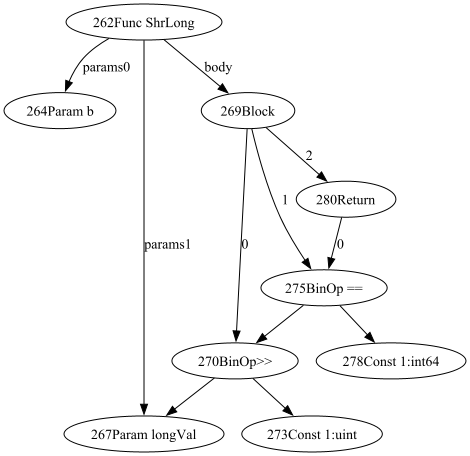 262Func ShrLong
params0
body
264Param b
269Block
2
280Return
1
params1
0
0
275BinOp ==
270BinOp>>
278Const 1:int64
267Param longVal
273Const 1:uint